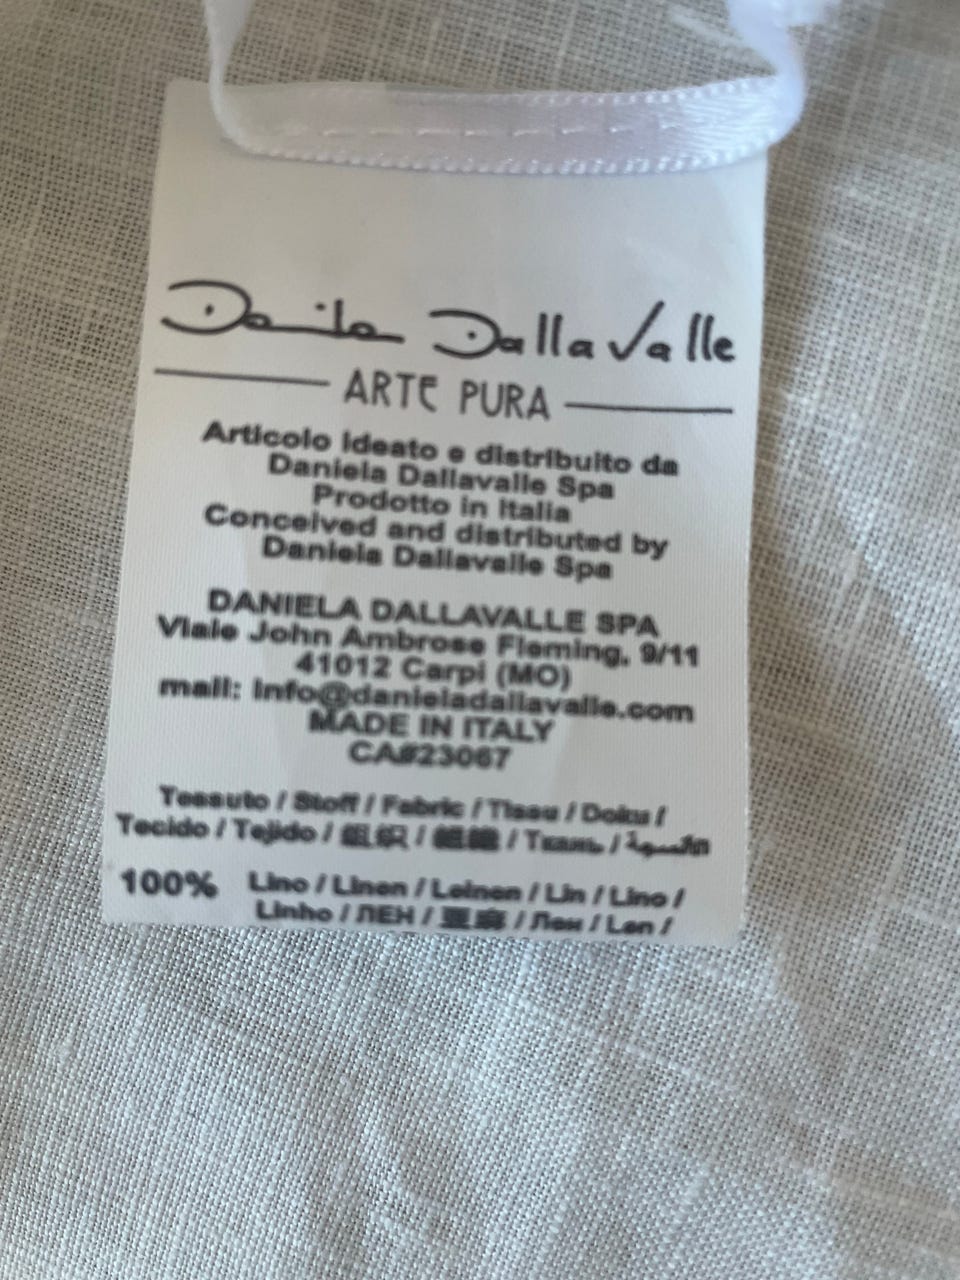 Daniela DallaValle
ARTE PURA
Articolo ideato e distribuito da
Daniela Dallavalle Spa
Prodotto in Italia
Conceived and distributed by
Daniela Dallavalle Spa
DANIELA DALLAVALLE SPA
Viale John Ambrose Fleming, 9/11
41012 Carpi (MO)
mail: info@danieladallavalle.com
MADE IN ITALY
CA#23067
Tessuto / Stoff / Fabric / Tissu / Doku /
Tecido / Tejido / 组织 / 組織 / Ткань /
100% Lino / Linen / Leinen / Lin / Lino /
Linho / ЛЕН / 亚麻 / Лен / Len /